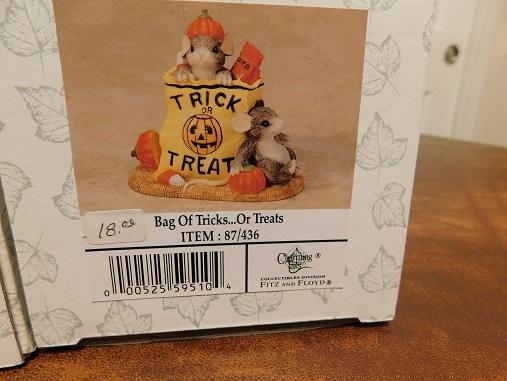 TRICK
OR
TREAT
18.00
Bag Of Tricks...Or Treats
ITEM : 87/436
0 00525 59510 4
Charming Tails ®
COLLECTIBLES DIVISION
FITZ AND FLOYD®